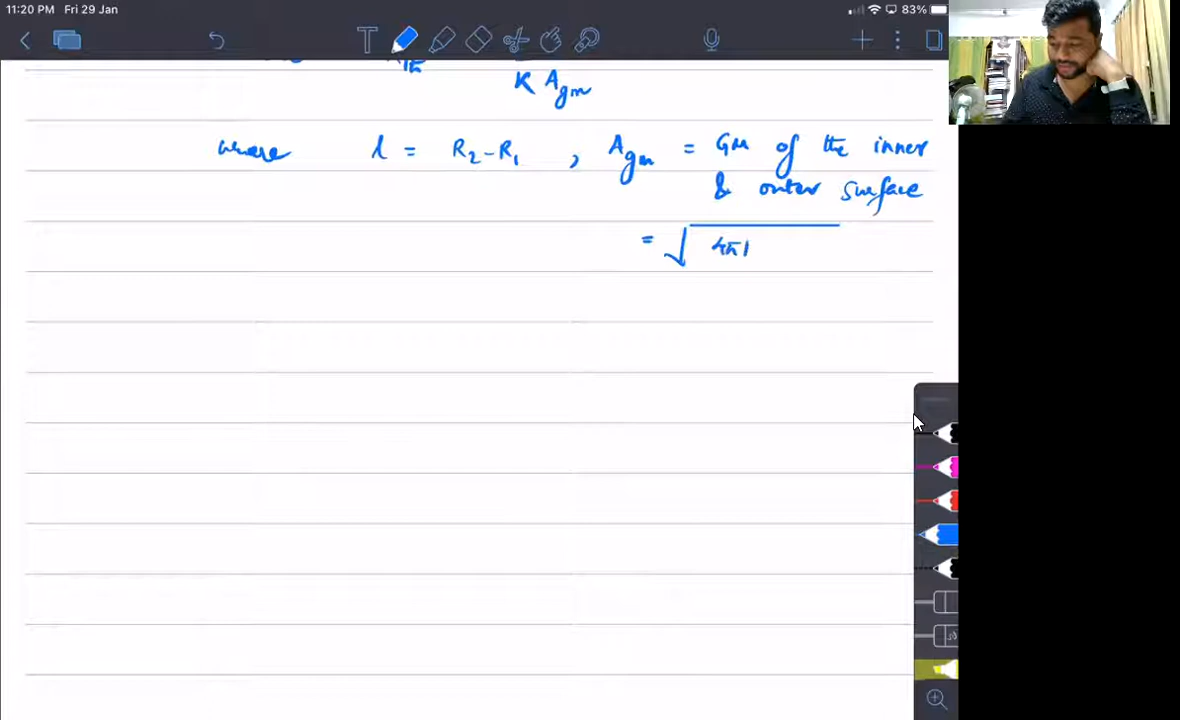 11:20 PM Fri 29 Jan 83%
T
K A_gm
where l = R₂-R₁ , A_gm = GM of the inner
& outer surface
= √4π